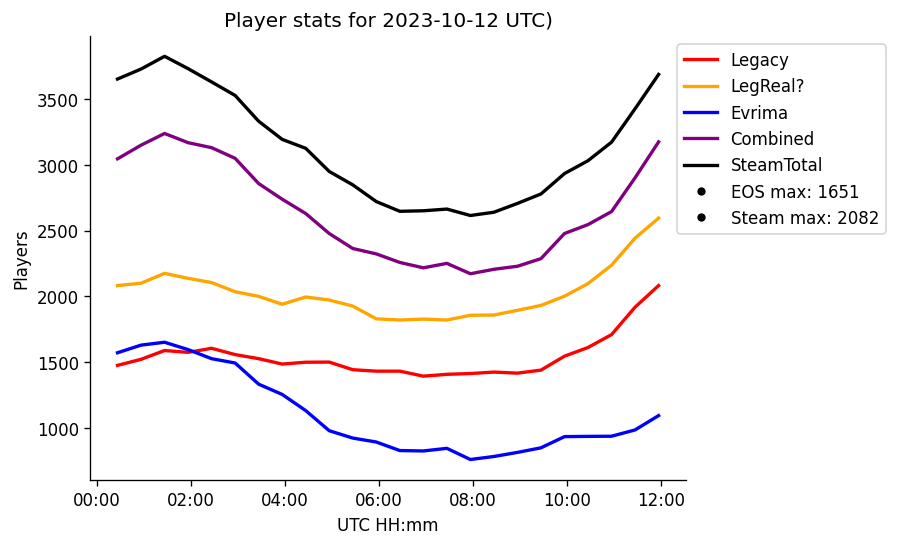 Player stats for 2023-10-12 UTC)
Legacy
LegReal?
Evrima
Combined
SteamTotal
EOS max: 1651
Steam max: 2082
3500
3000
2500
2000
1500
1000
Players
00:00 02:00 04:00 06:00 08:00 10:00 12:00
UTC HH:mm